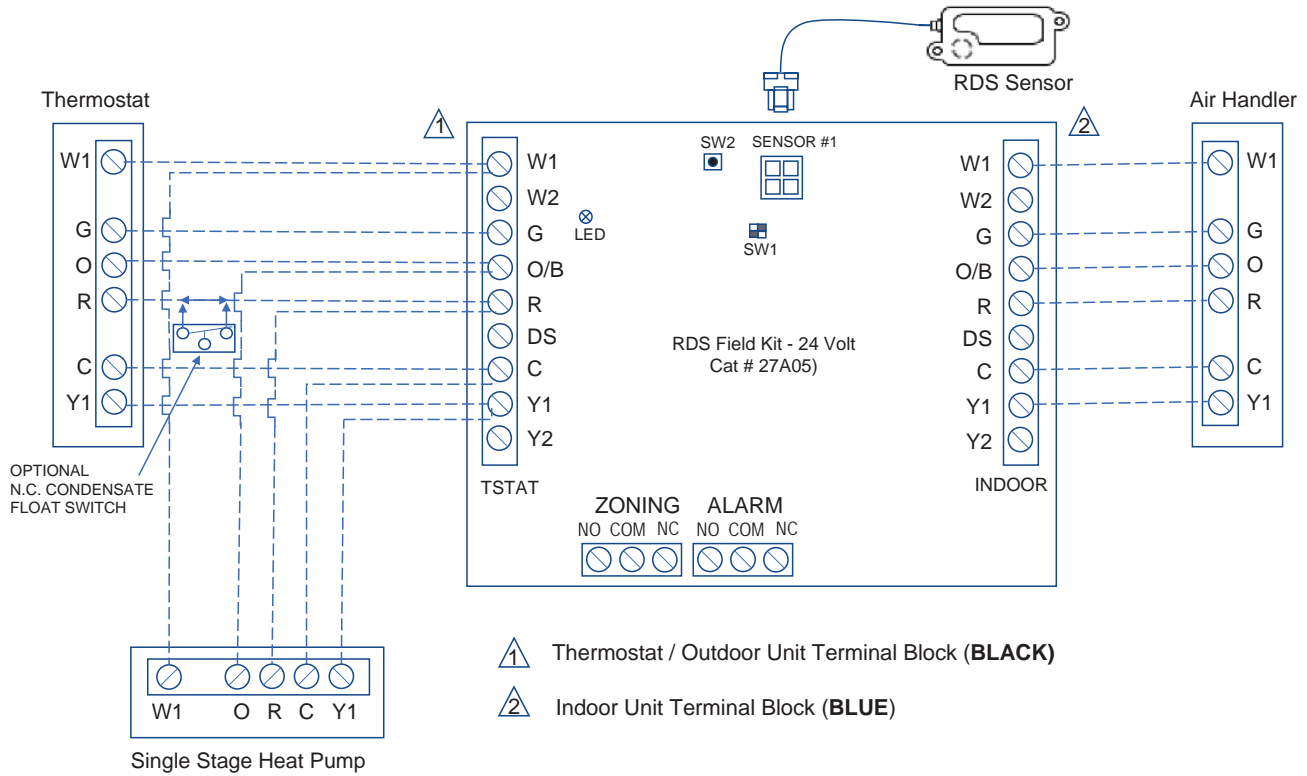 RDS Sensor
Thermostat
Air Handler
1
2
W1
G
O
R
C
Y1
OPTIONAL
N.C. CONDENSATE
FLOAT SWITCH
W1
W2
G
O/B
R
DS
C
Y1
Y2
TSTAT
SW2
SENSOR #1
LED
SW1
RDS Field Kit - 24 Volt
Cat # 27A05)
W1
W2
G
O/B
R
DS
C
Y1
Y2
INDOOR
W1
G
O
R
C
Y1
ZONING
NO COM NC
ALARM
NO COM NC
1 Thermostat / Outdoor Unit Terminal Block (BLACK)
2 Indoor Unit Terminal Block (BLUE)
W1 O R C Y1
Single Stage Heat Pump